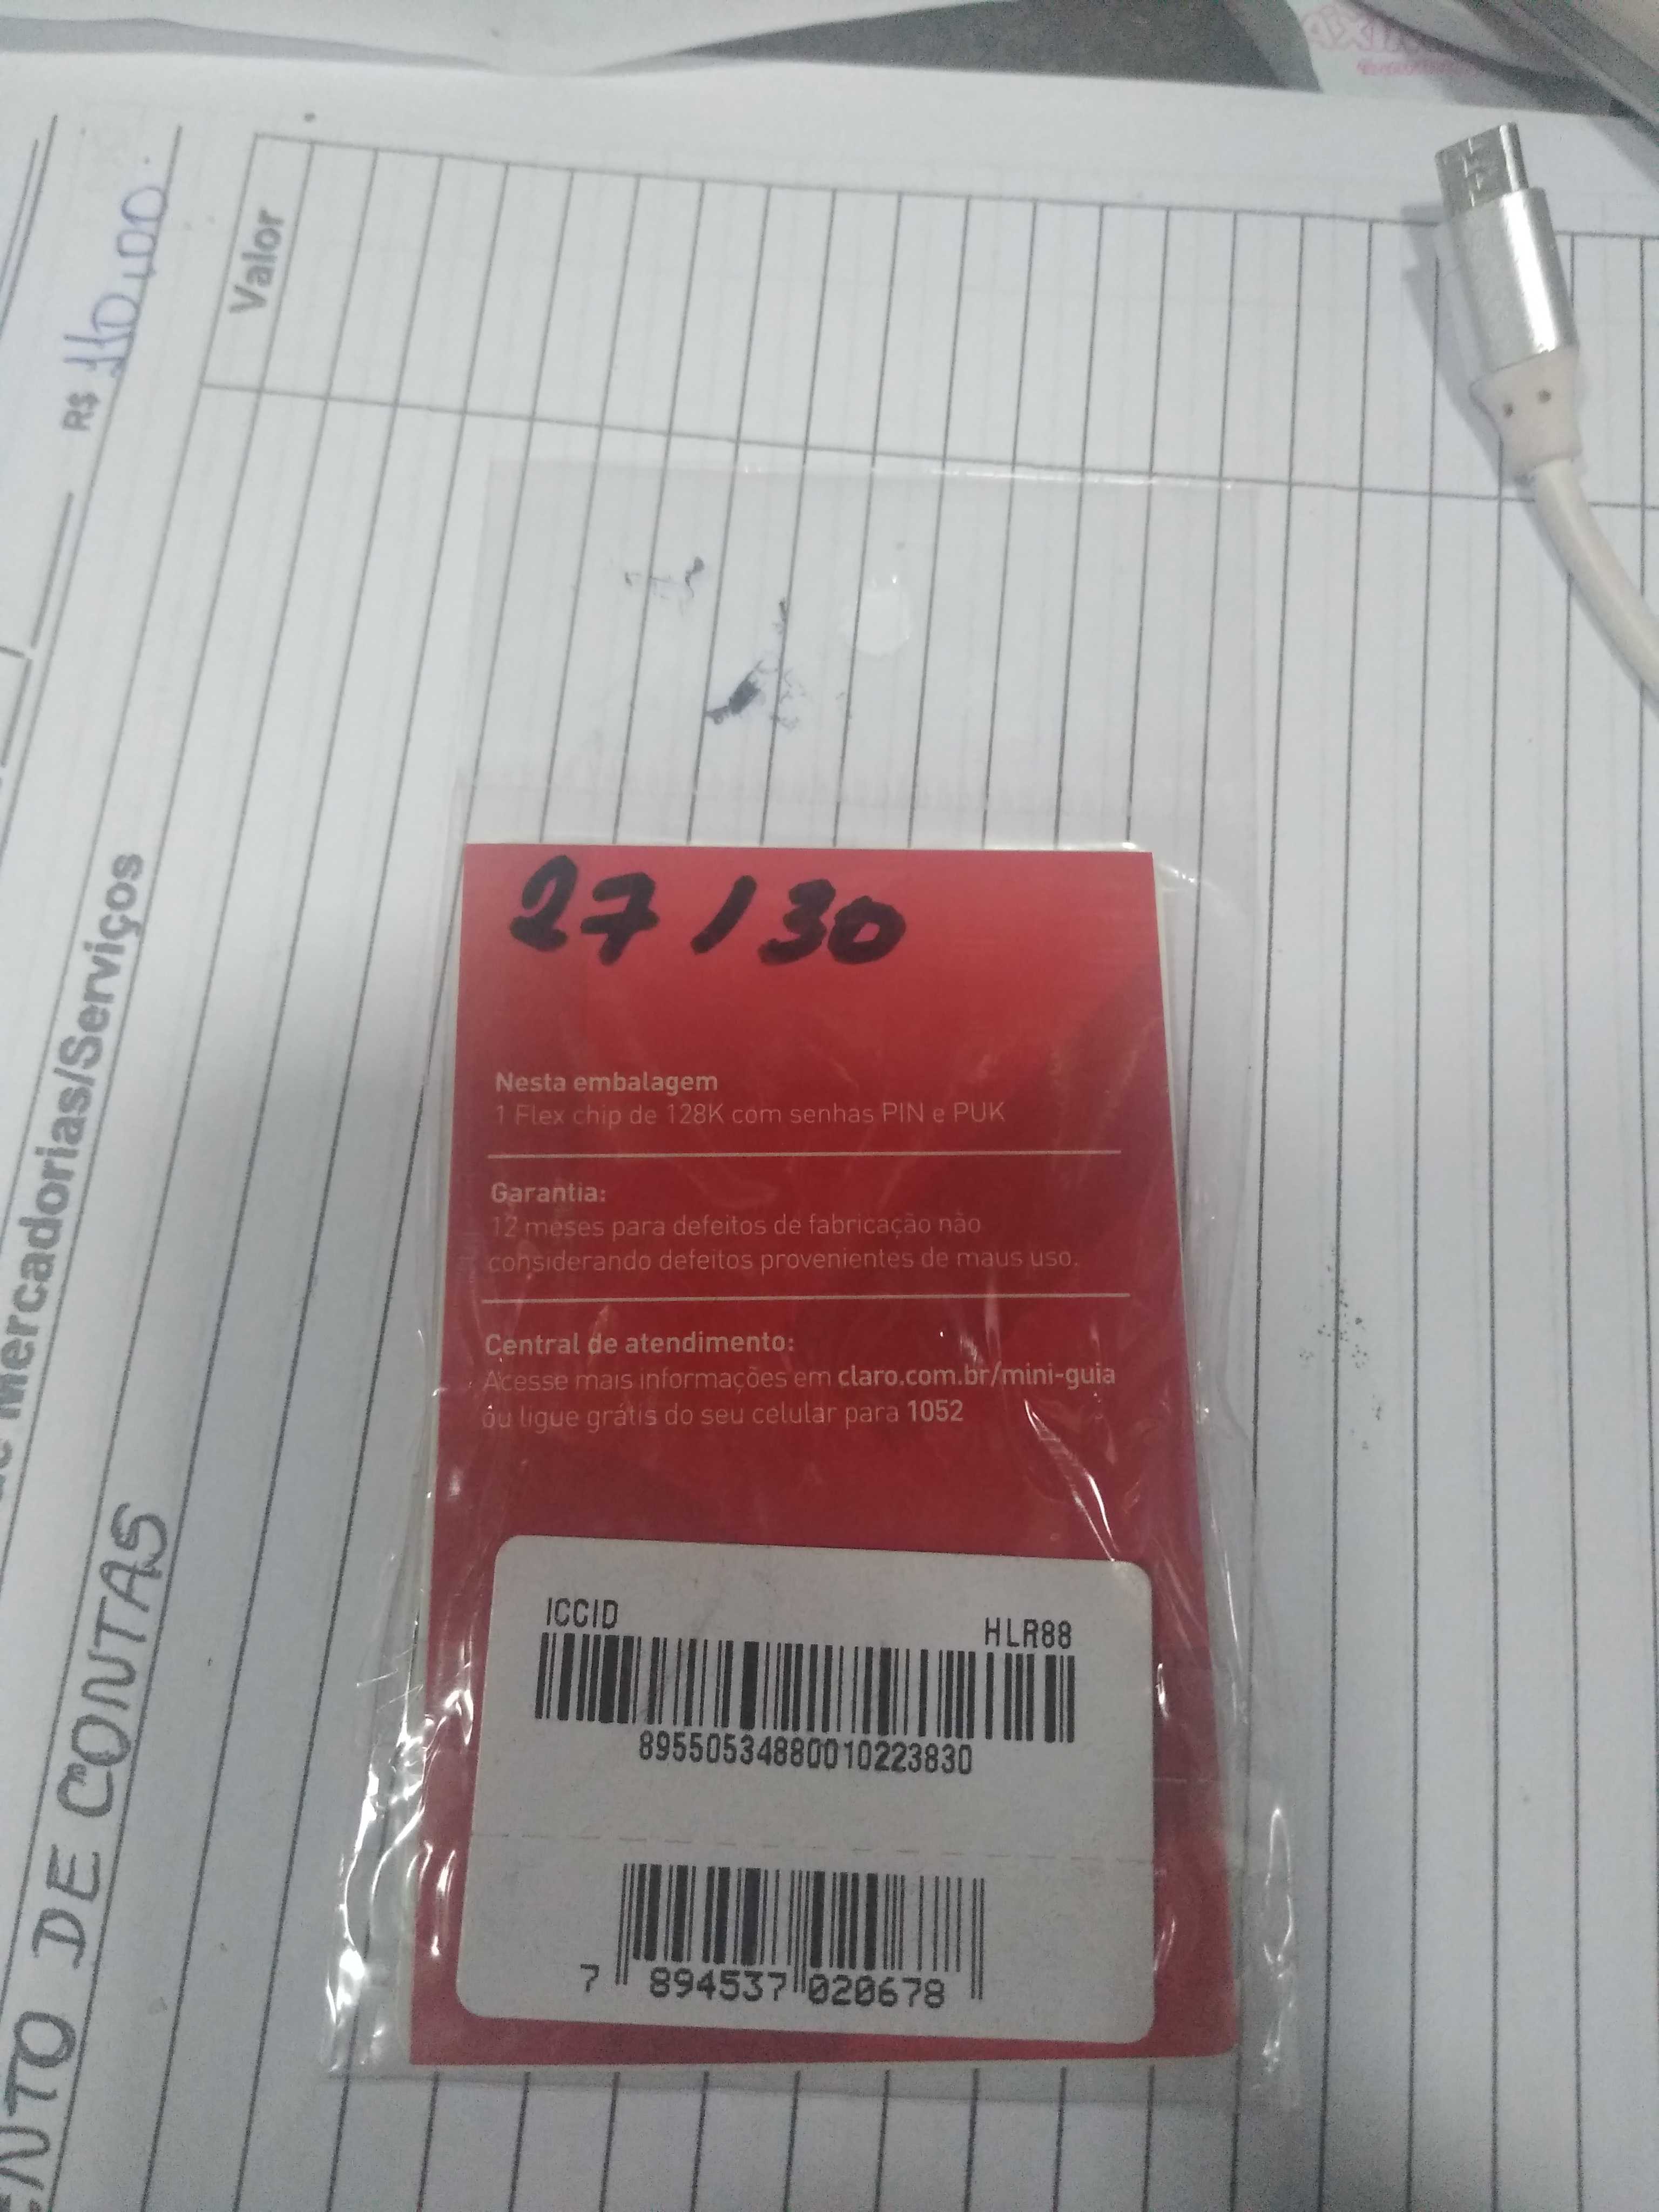 R$ 110,00
Valor
Mercadorias/Serviços
DE CONTAS
27/30
Nesta embalagem
1 Flex chip de 128K com senhas PIN e PUK
Garantia:
12 meses para defeitos de fabricação não
considerando defeitos provenientes de maus uso.
Central de atendimento:
Acesse mais informações em claro.com.br/mini-guia
ou ligue grátis do seu celular para 1052
ICCID HLR88
89550534880010223830
7 894537 020678